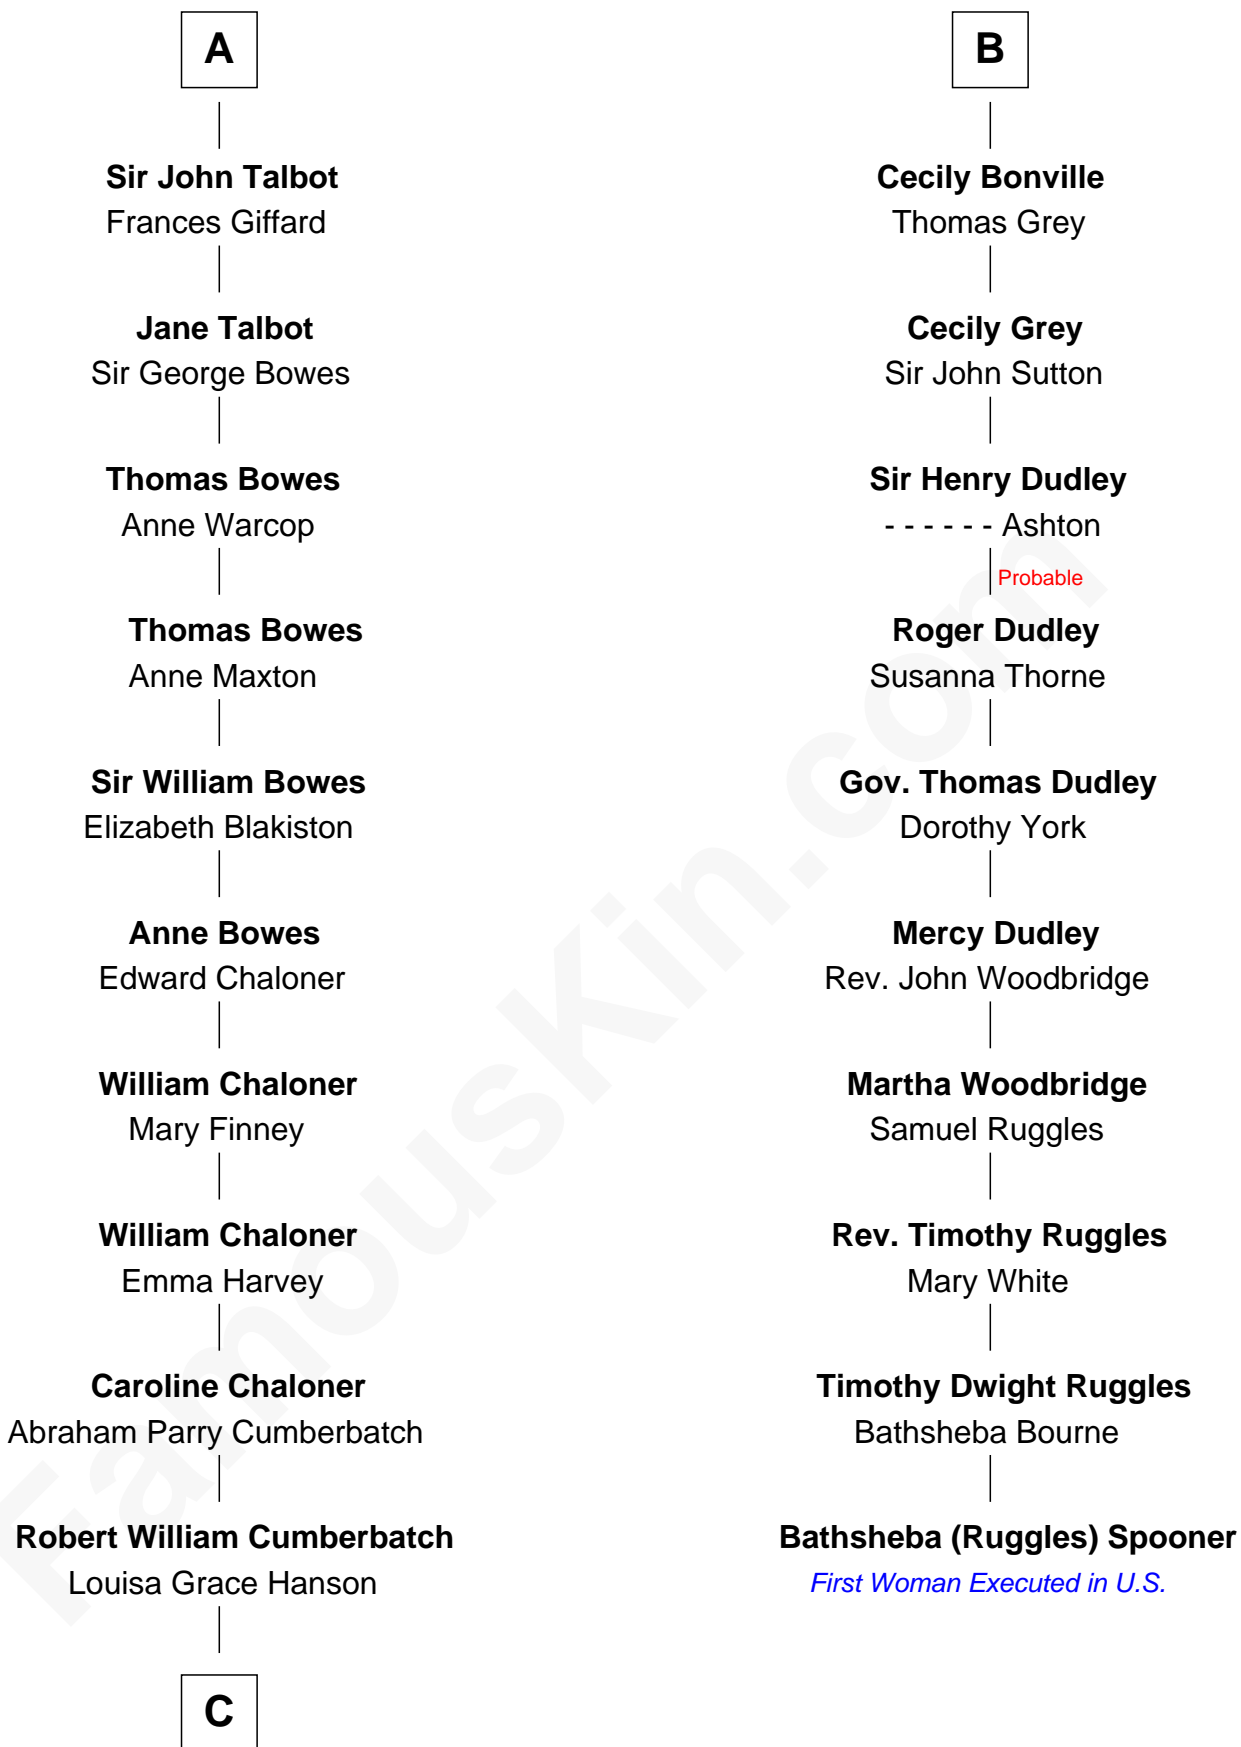 A
Sir John Talbot
Frances Giffard
Jane Talbot
Sir George Bowes
Thomas Bowes
Anne Warcop
Thomas Bowes
Anne Maxton
Sir William Bowes
Elizabeth Blakiston
Anne Bowes
Edward Chaloner
William Chaloner
Mary Finney
William Chaloner
Emma Harvey
Caroline Chaloner
Abraham Parry Cumberbatch
Robert William Cumberbatch
Louisa Grace Hanson
C
B
Cecily Bonville
Thomas Grey
Cecily Grey
Sir John Sutton
Sir Henry Dudley
- - - - - - Ashton
Probable
Roger Dudley
Susanna Thorne
Gov. Thomas Dudley
Dorothy York
Mercy Dudley
Rev. John Woodbridge
Martha Woodbridge
Samuel Ruggles
Rev. Timothy Ruggles
Mary White
Timothy Dwight Ruggles
Bathsheba Bourne
Bathsheba (Ruggles) Spooner
First Woman Executed in U.S.
FamousKin.com